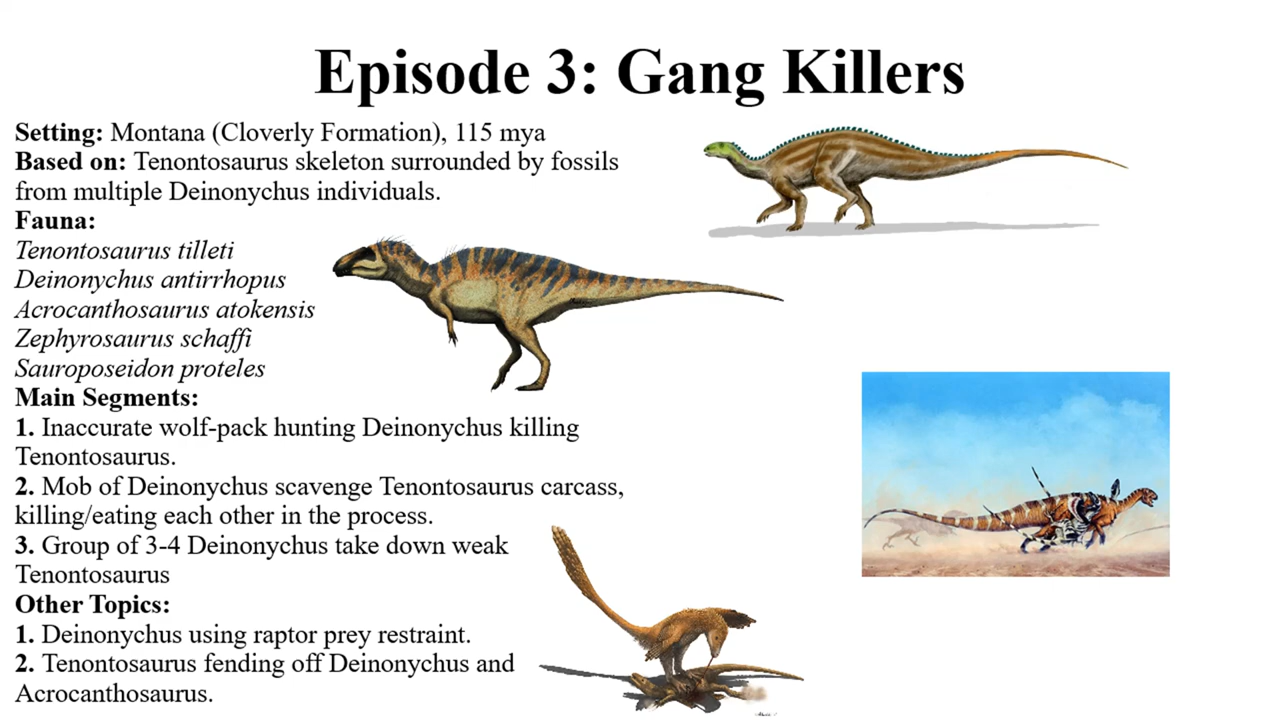 Episode 3: Gang Killers
Setting: Montana (Cloverly Formation), 115 mya
Based on: Tenontosaurus skeleton surrounded by fossils
from multiple Deinonychus individuals.
Fauna:
Tenontosaurus tilleti
Deinonychus antirrhopus
Acrocanthosaurus atokensis
Zephyrosaurus schaffi
Sauroposeidon proteles
Main Segments:
1. Inaccurate wolf-pack hunting Deinonychus killing
Tenontosaurus.
2. Mob of Deinonychus scavenge Tenontosaurus carcass,
killing/eating each other in the process.
3. Group of 3-4 Deinonychus take down weak
Tenontosaurus
Other Topics:
1. Deinonychus using raptor prey restraint.
2. Tenontosaurus fending off Deinonychus and
Acrocanthosaurus.